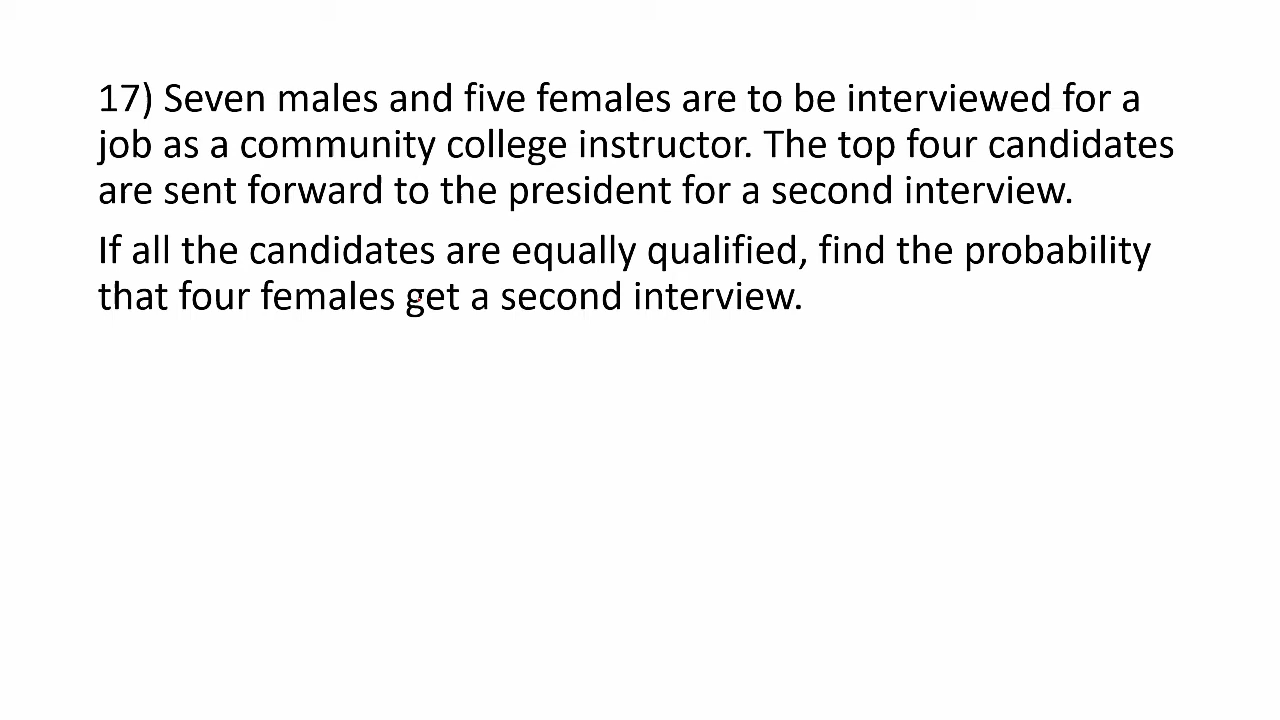 17) Seven males and five females are to be interviewed for a
job as a community college instructor. The top four candidates
are sent forward to the president for a second interview.
If all the candidates are equally qualified, find the probability
that four females get a second interview.